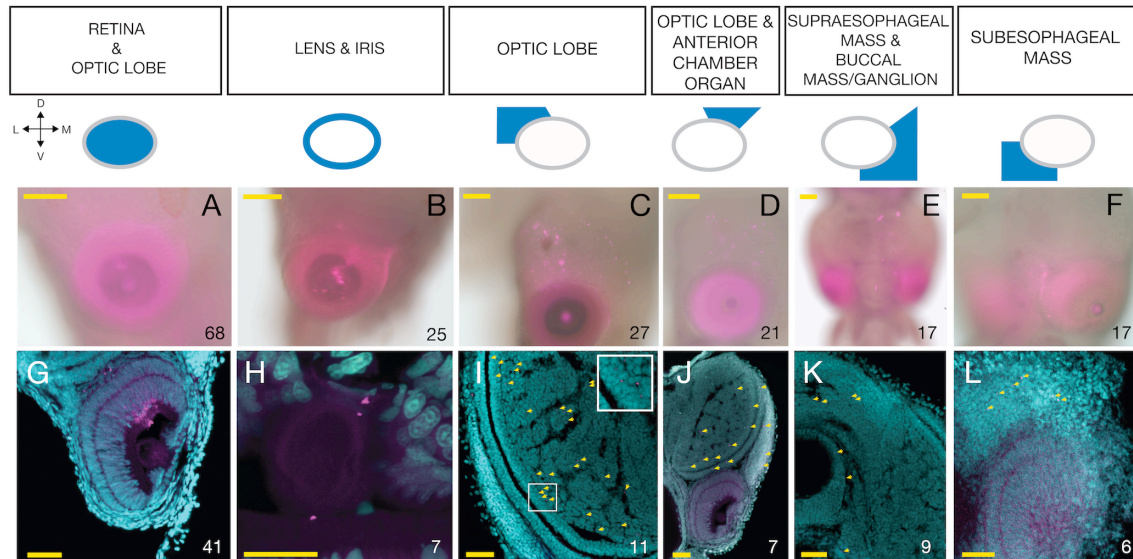 RETINA
&
OPTIC LOBE
LENS & IRIS
OPTIC LOBE
OPTIC LOBE &
ANTERIOR
CHAMBER
ORGAN
SUPRAESOPHAGEAL
MASS &
BUCCAL
MASS/GANGLION
SUBESOPHAGEAL
MASS
D
L M
V
A
68
B
25
C
27
D
21
E
17
F
17
G
41
H
7
I
11
J
7
K
9
L
6